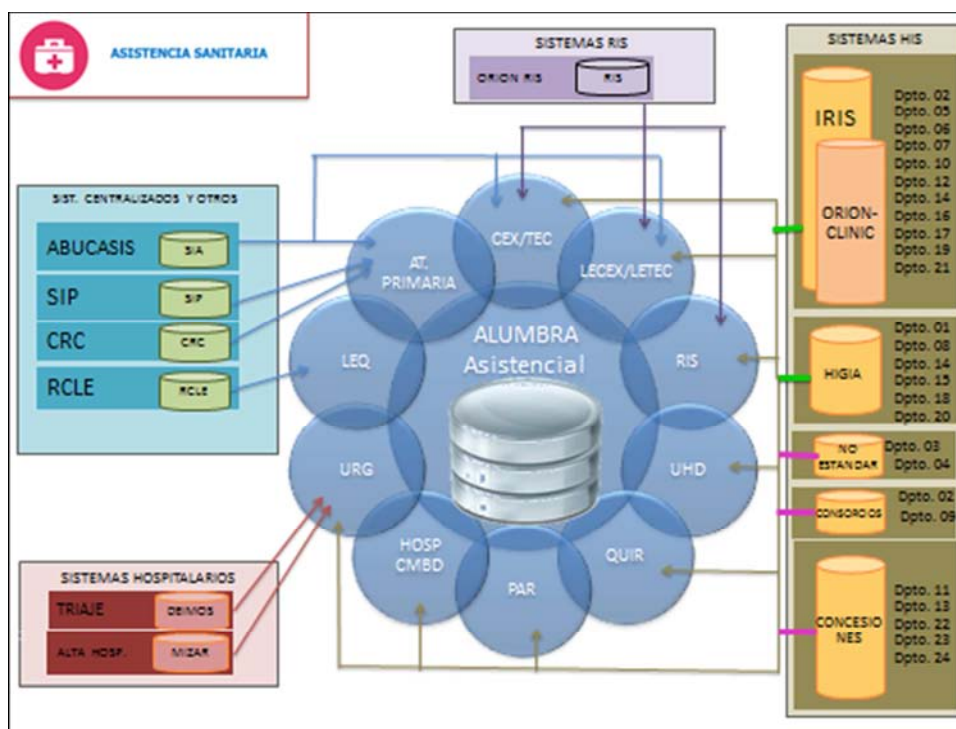 ASISTENCIA SANITARIA
SISTEMAS RIS
ORION RIS
RIS
SISTEMAS HIS
IRIS
ORION-
CLINIC
Dpto. 02
Dpto. 05
Dpto. 06
Dpto. 07
Dpto. 10
Dpto. 12
Dpto. 14
Dpto. 16
Dpto. 17
Dpto. 19
Dpto. 21
HIGIA
Dpto. 01
Dpto. 08
Dpto. 14
Dpto. 15
Dpto. 18
Dpto. 20
NO
ESTANDAR
Dpto. 03
Dpto. 04
CONSORCIOS
Dpto. 02
Dpto. 09
CONCESIO
NES
Dpto. 11
Dpto. 13
Dpto. 22
Dpto. 23
Dpto. 24
SIST. CENTRALIZADOS Y OTROS
ABUCASIS
SIA
SIP
SIP
CRC
CRC
RCLE
RCLE
SISTEMAS HOSPITALARIOS
TRIAJE
DEIMOS
ALTA HOSP.
MIZAR
CEX/TEC
AT.
PRIMARIA
LECEX/LETEC
LEQ
ALUMBRA
Asistencial
RIS
URG
UHD
HOSP
CMBD
PAR
QUIR